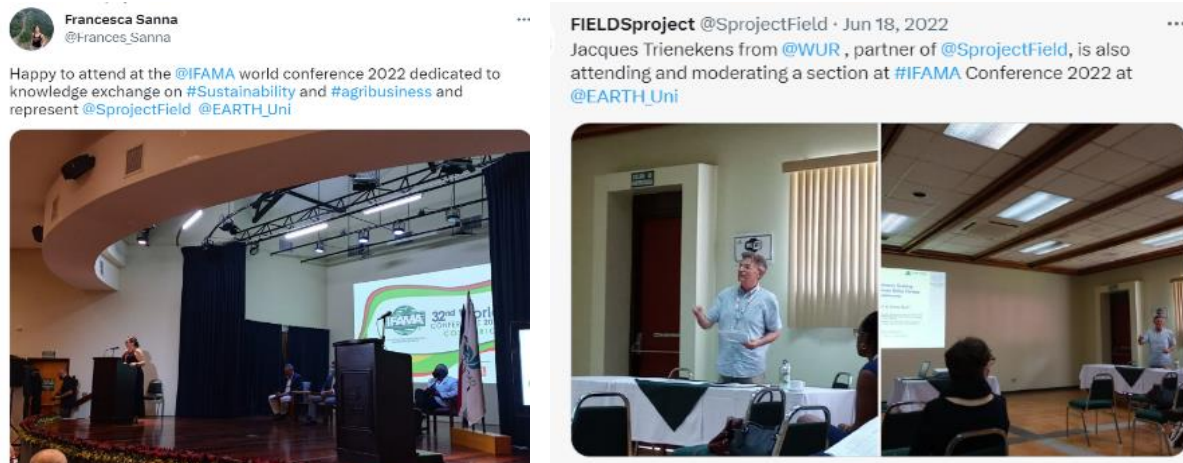 Francesca Sanna
@Frances_Sanna
Happy to attend at the @IFAMA world conference 2022 dedicated to
knowledge exchange on #Sustainability and #agribusiness and
represent @SprojectField @EARTH_Uni
IFAMA
32nd World
CONFERENCE
FIELDSproject @SprojectField · Jun 18, 2022
Jacques Trienekens from @WUR , partner of @SprojectField, is also
attending and moderating a section at #IFAMA Conference 2022 at
@EARTH_Uni